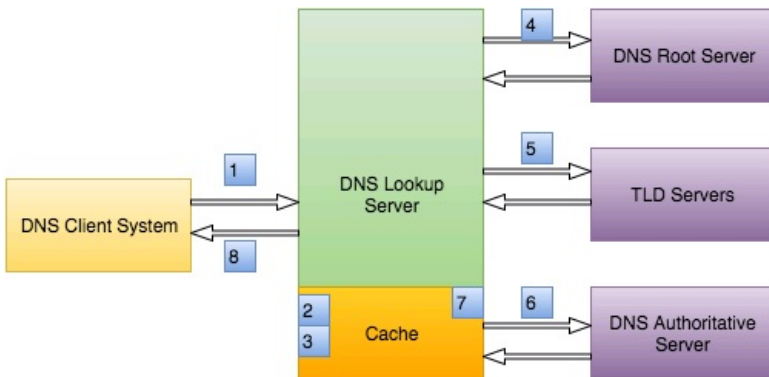 4
DNS Root Server
1
DNS Lookup
Server
5
TLD Servers
DNS Client System
8
2
3
Cache
7
6
DNS Authoritative
Server